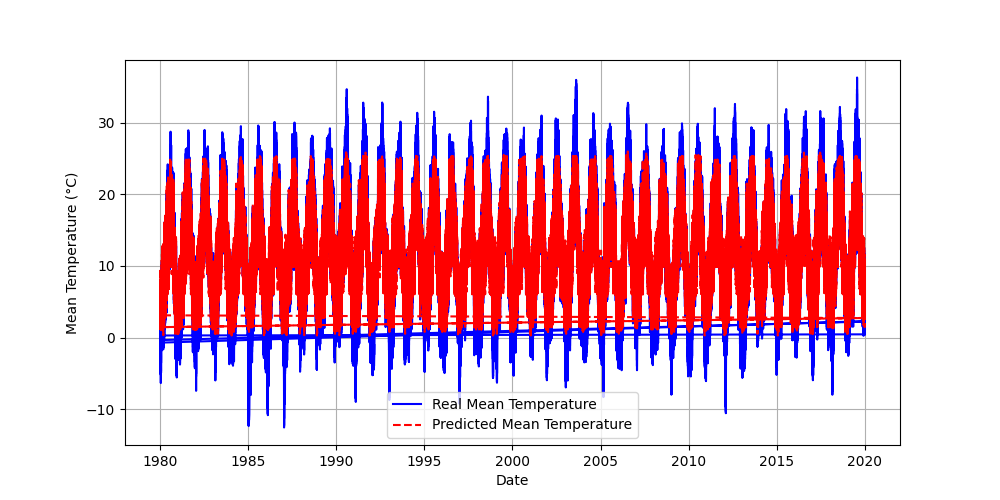 30
20
10
0
−10
Mean Temperature (°C)
Real Mean Temperature
Predicted Mean Temperature
1980 1985 1990 1995 2000 2005 2010 2015 2020
Date